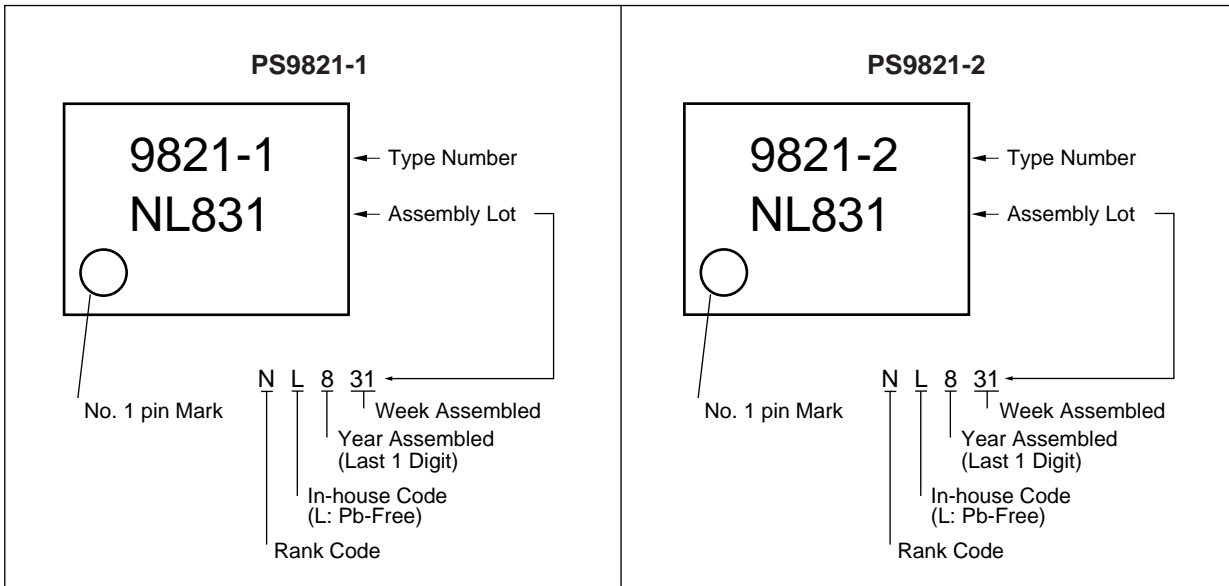 PS9821-1
9821-1
Type Number
NL831
Assembly Lot
N L 8 31
No. 1 pin Mark
Week Assembled
Year Assembled
(Last 1 Digit)
In-house Code
(L: Pb-Free)
Rank Code
PS9821-2
9821-2
Type Number
NL831
Assembly Lot
N L 8 31
No. 1 pin Mark
Week Assembled
Year Assembled
(Last 1 Digit)
In-house Code
(L: Pb-Free)
Rank Code